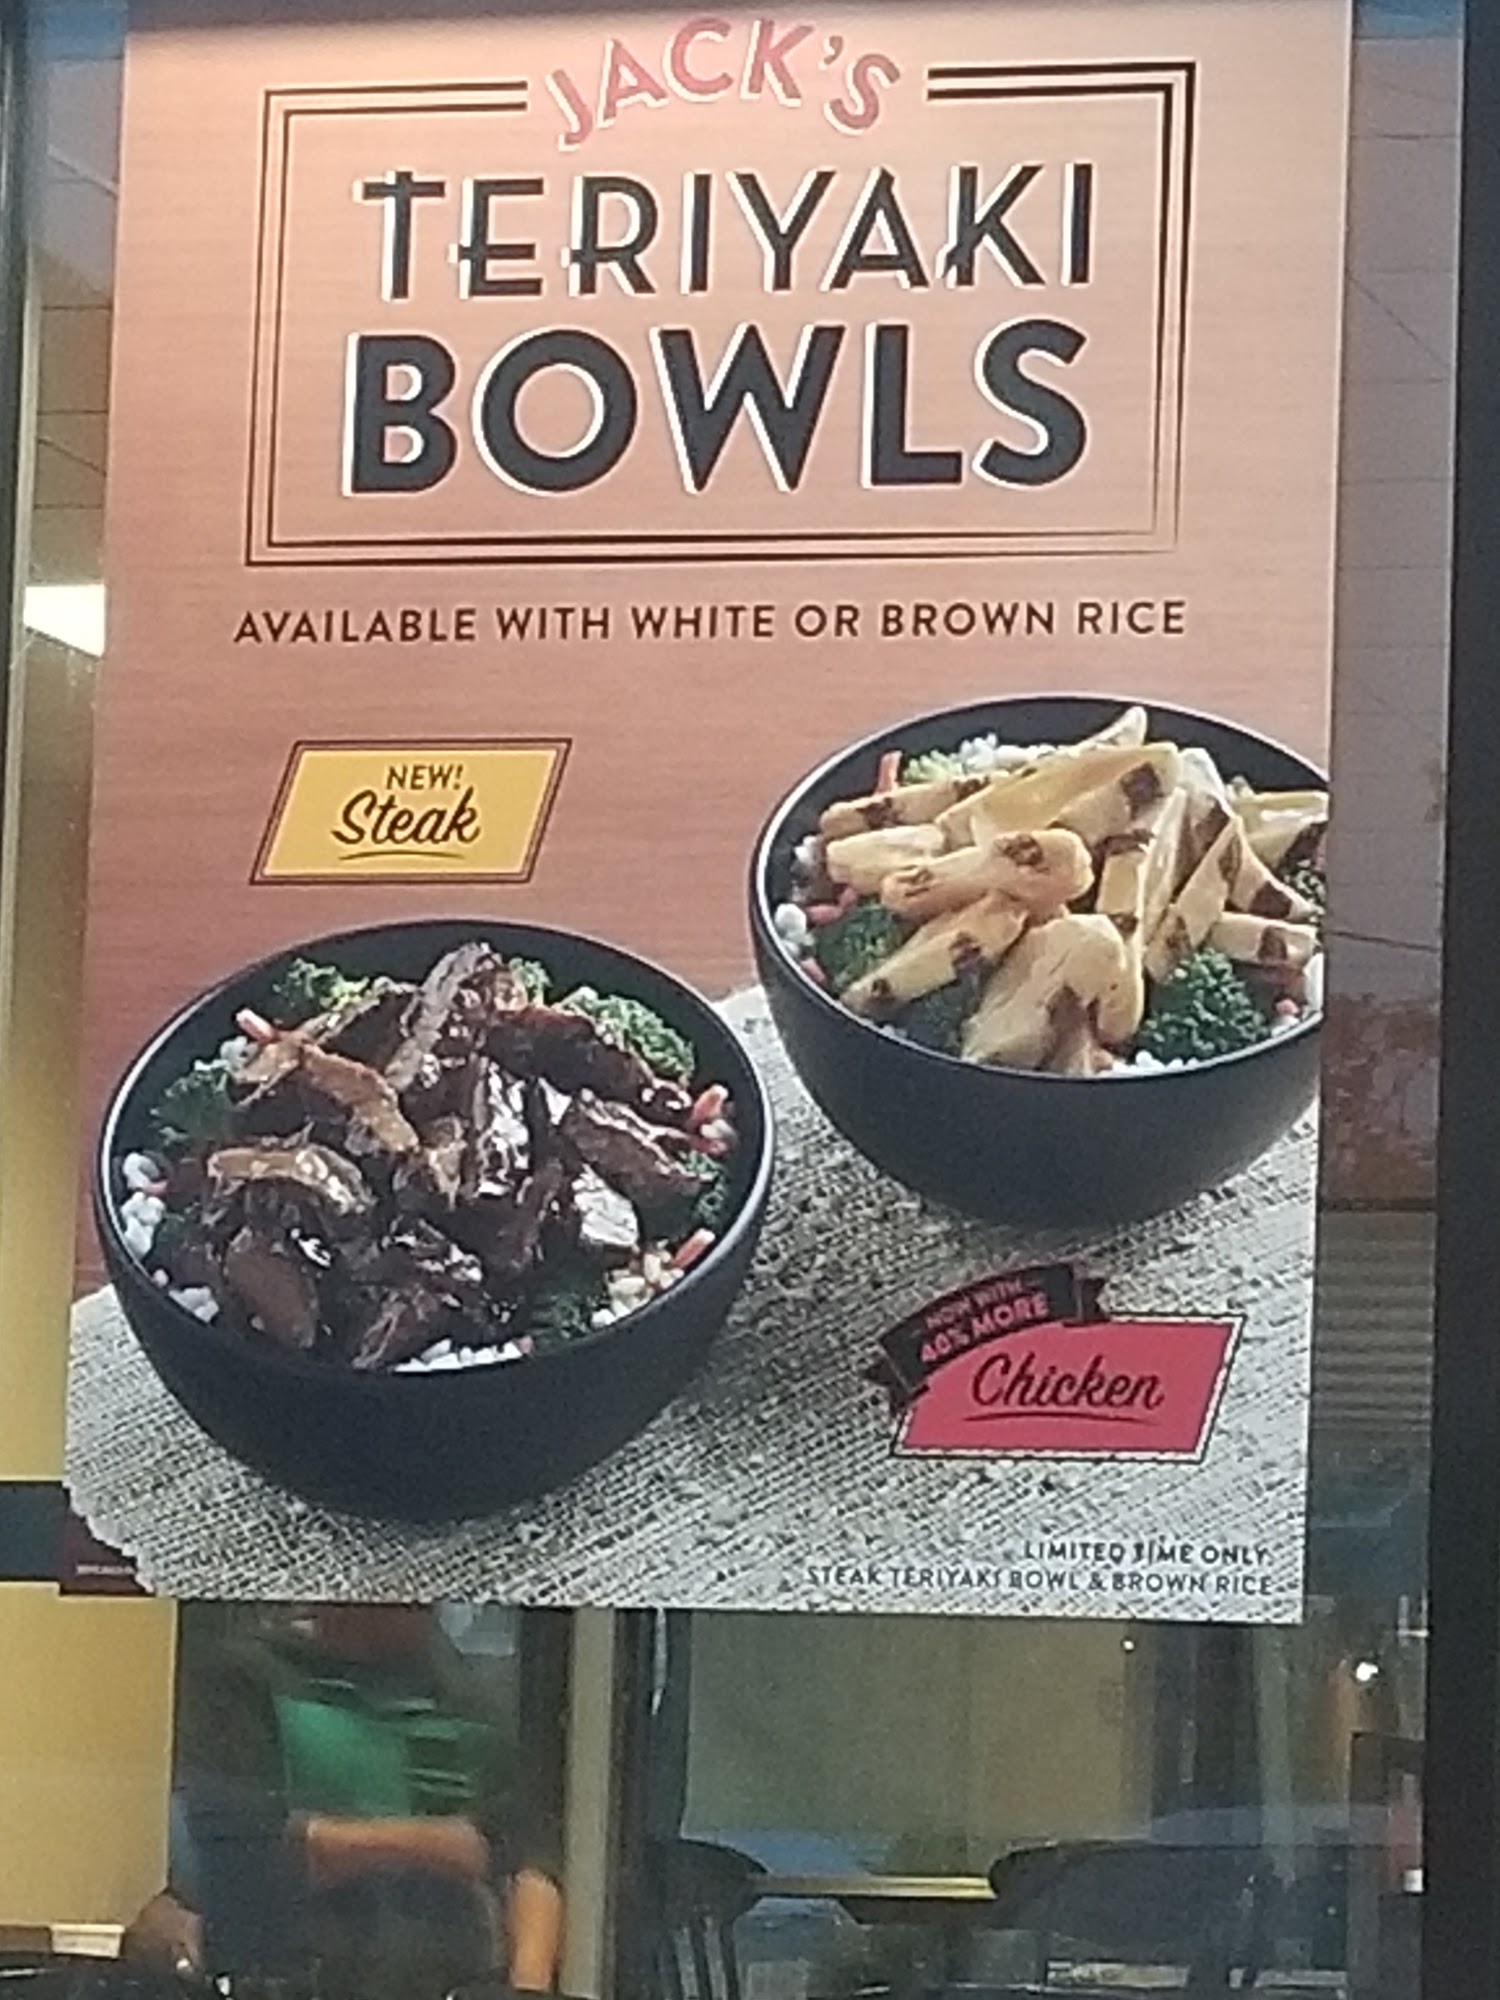 JACK'S
TERIYAKI
BOWLS
AVAILABLE WITH WHITE OR BROWN RICE
NEW!
Steak
NOW WITH
40% MORE
Chicken
LIMITED TIME ONLY:
STEAK TERIYAKI BOWL & BROWN RICE